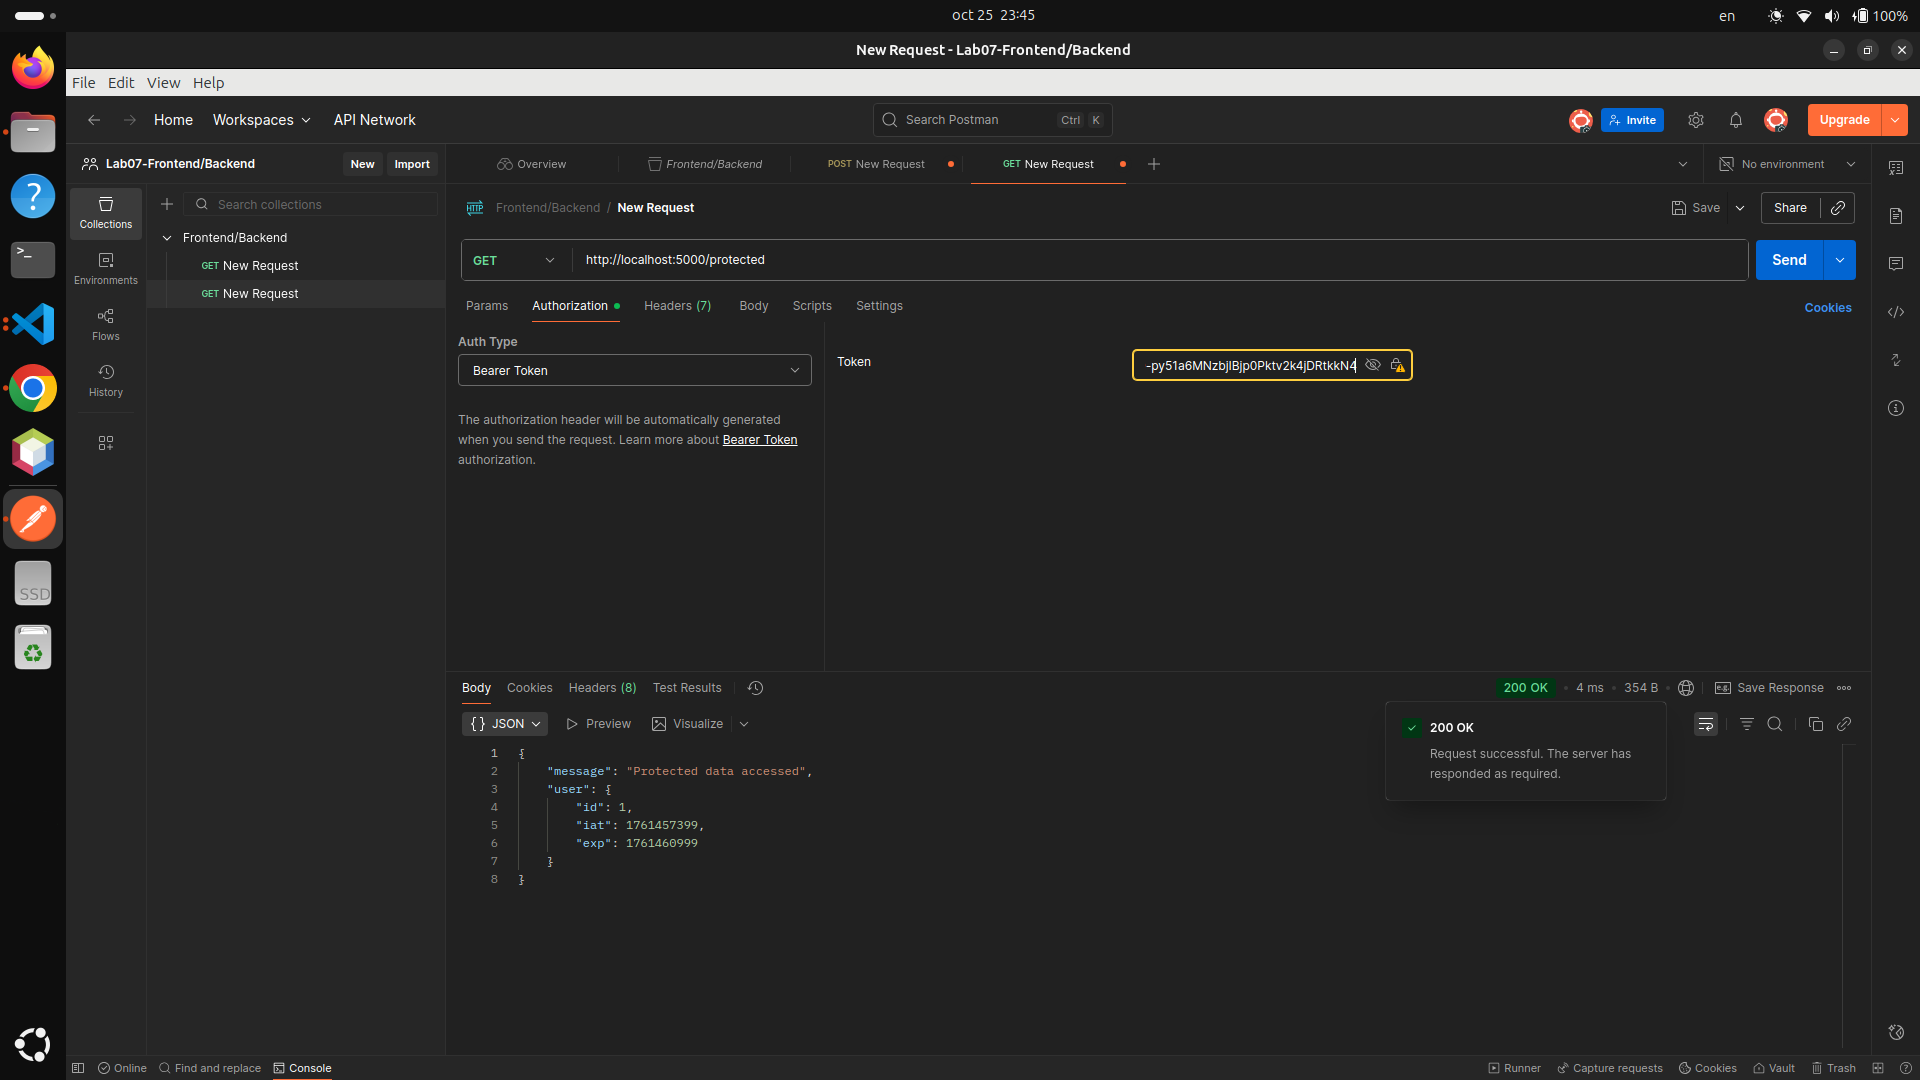 oct 25 23:45
en
100%
New Request - Lab07-Frontend/Backend
File Edit View Help
Home Workspaces API Network
Search Postman Ctrl K
Invite
Upgrade
Lab07-Frontend/Backend
New Import
Overview
Frontend/Backend
POST New Request
GET New Request
No environment
Collections
Environments
Flows
History
Search collections
Frontend/Backend
GET New Request
GET New Request
HTTP Frontend/Backend / New Request
Save
Share
GET
http://localhost:5000/protected
Send
Params Authorization Headers (7) Body Scripts Settings
Cookies
Auth Type
Bearer Token
The authorization header will be automatically generated
when you send the request. Learn more about Bearer Token
authorization.
Token
-py51a6MNzbjIBjp0Pktv2k4jDRtkkN4
Body Cookies Headers (8) Test Results
200 OK • 4 ms • 354 B
e.g. Save Response
{} JSON Preview Visualize
200 OK
Request successful. The server has
responded as required.
1 {
2 "message": "Protected data accessed",
3 "user": {
4 "id": 1,
5 "iat": 1761457399,
6 "exp": 1761460999
7 }
8 }
SSD
Online Find and replace Console
Runner Capture requests Cookies Vault Trash